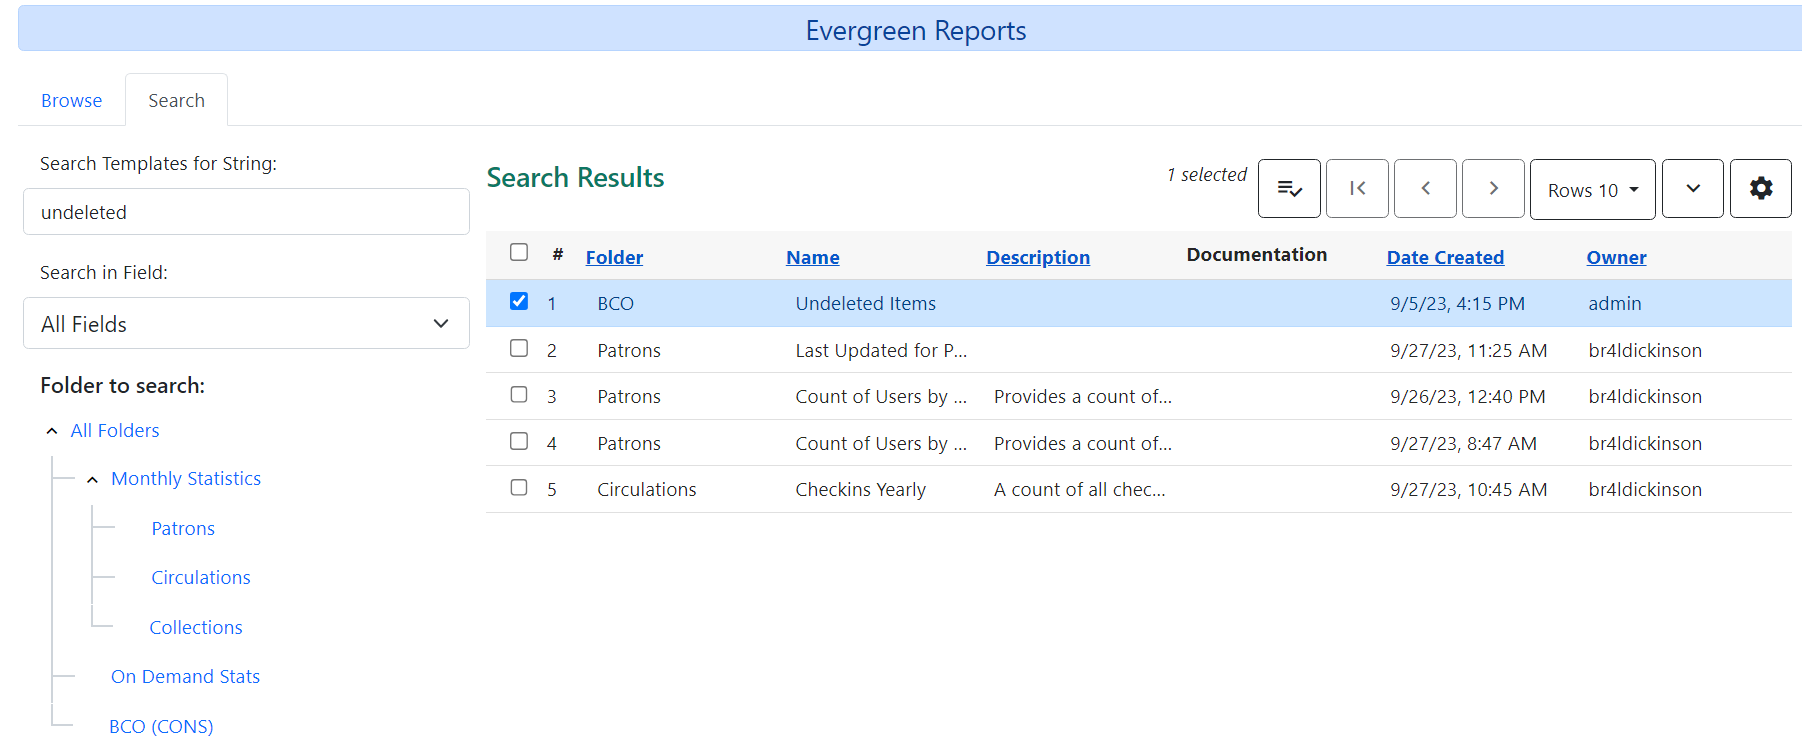 Evergreen Reports
Browse
Search
Search Templates for String:
undeleted
Search in Field:
All Fields
Folder to search:
All Folders
Monthly Statistics
Patrons
Circulations
Collections
On Demand Stats
BCO (CONS)
Search Results
1 selected
Rows 10
# Folder Name Description Documentation Date Created Owner
1 BCO Undeleted Items 9/5/23, 4:15 PM admin
2 Patrons Last Updated for P... 9/27/23, 11:25 AM br4ldickinson
3 Patrons Count of Users by ... Provides a count of... 9/26/23, 12:40 PM br4ldickinson
4 Patrons Count of Users by ... Provides a count of... 9/27/23, 8:47 AM br4ldickinson
5 Circulations Checkins Yearly A count of all chec... 9/27/23, 10:45 AM br4ldickinson